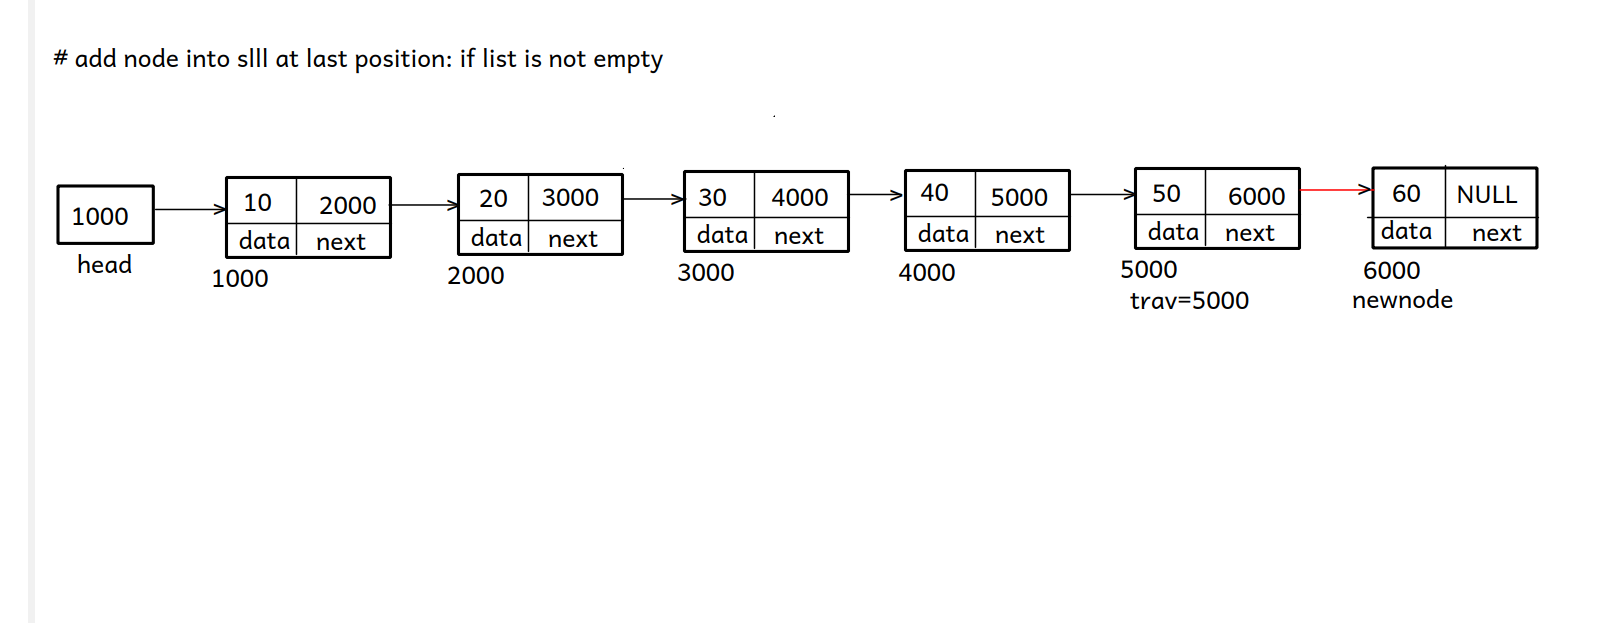 # add node into slll at last position: if list is not empty
1000
head
10 2000
data next
1000
20 3000
data next
2000
30 4000
data next
3000
40 5000
data next
4000
50 6000
data next
5000
trav=5000
60 NULL
data next
6000
newnode